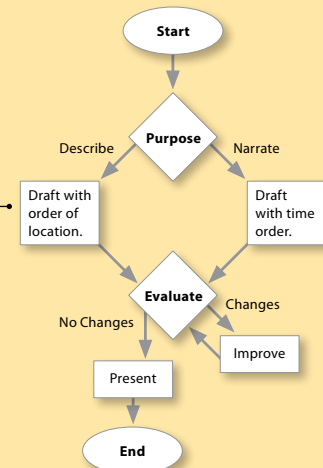 Start
Purpose
Describe
Narrate
Draft with
order of
location.
Draft
with time
order.
Evaluate
Changes
No Changes
Improve
Present
End